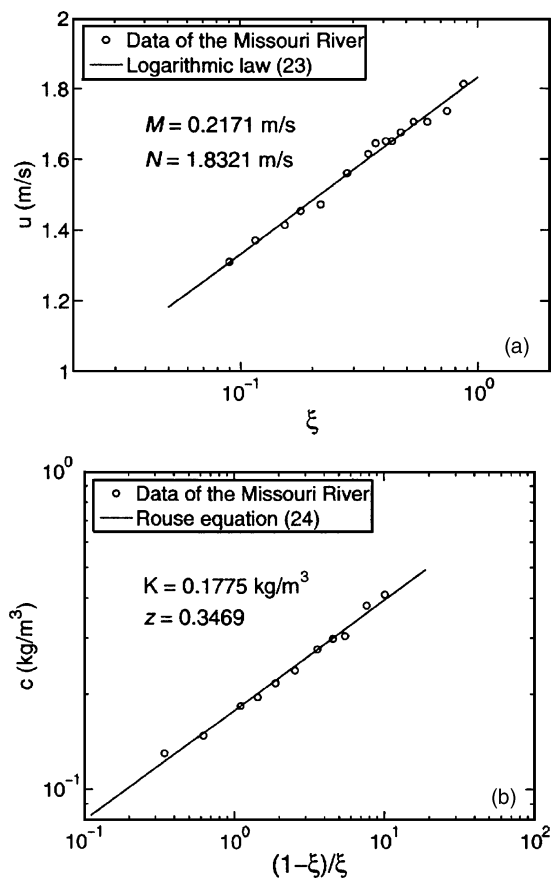 2
Data of the Missouri River
Logarithmic law (23)
1.8
M = 0.2171 m/s
N = 1.8321 m/s
1.6
u (m/s)
1.4
1.2
(a)
1
10⁻¹
10⁰
ξ
10⁰
Data of the Missouri River
Rouse equation (24)
K = 0.1775 kg/m³
z = 0.3469
c (kg/m³)
10⁻¹
(b)
10⁻¹
10⁰
10¹
10²
(1−ξ)/ξ